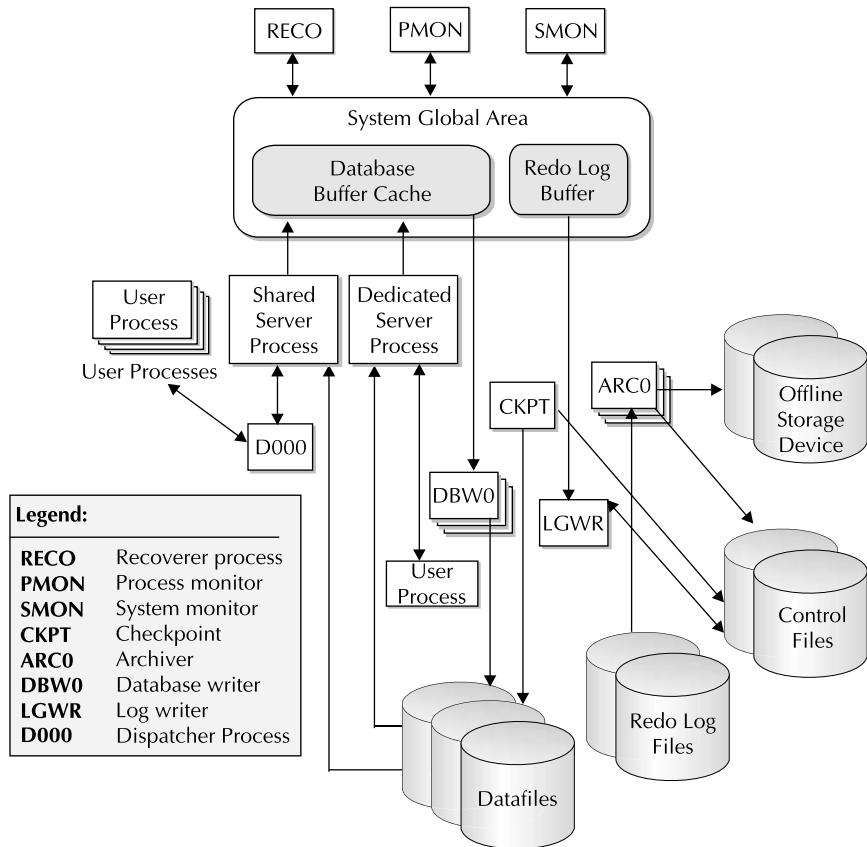 RECO
PMON
SMON
System Global Area
Database
Buffer Cache
Redo Log
Buffer
User
Process
User Processes
Shared
Server
Process
Dedicated
Server
Process
D000
CKPT
ARC0
Offline
Storage
Device
DBW0
LGWR
User
Process
Control
Files
Redo Log
Files
Datafiles
Legend:
RECO Recoverer process
PMON Process monitor
SMON System monitor
CKPT Checkpoint
ARC0 Archiver
DBW0 Database writer
LGWR Log writer
D000 Dispatcher Process